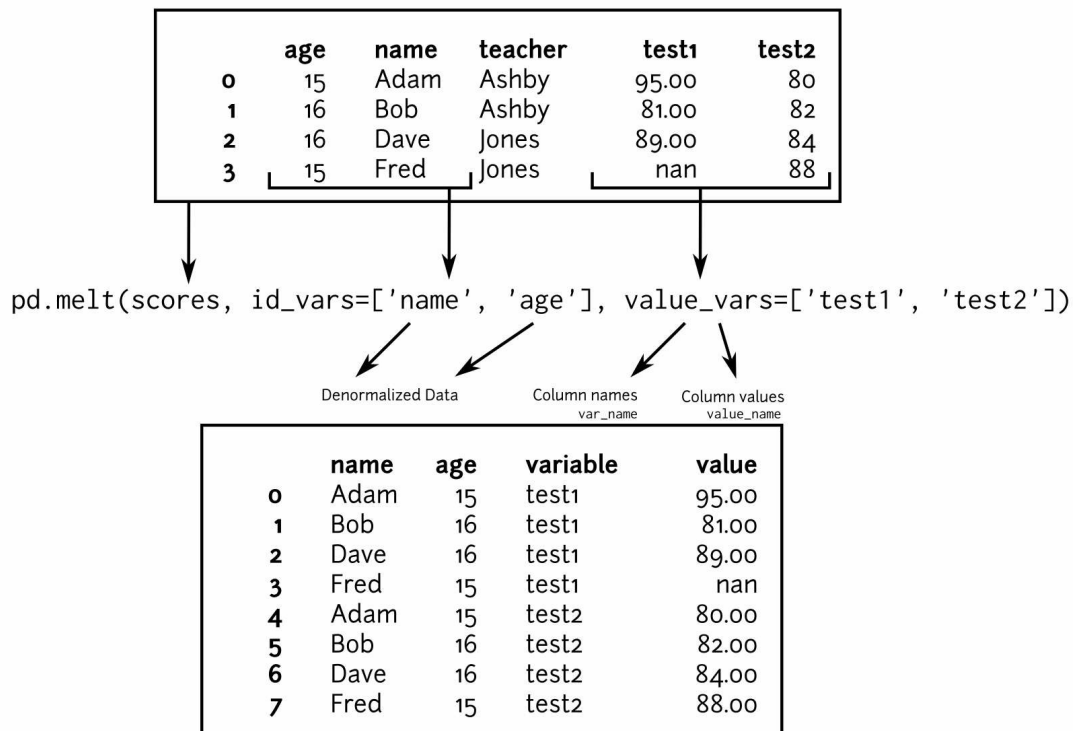 age name teacher test1 test2
0 15 Adam Ashby 95.00 80
1 16 Bob Ashby 81.00 82
2 16 Dave Jones 89.00 84
3 15 Fred Jones nan 88
pd.melt(scores, id_vars=['name', 'age'], value_vars=['test1', 'test2'])
Denormalized Data Column names Column values
var_name value_name
name age variable value
0 Adam 15 test1 95.00
1 Bob 16 test1 81.00
2 Dave 16 test1 89.00
3 Fred 15 test1 nan
4 Adam 15 test2 80.00
5 Bob 16 test2 82.00
6 Dave 16 test2 84.00
7 Fred 15 test2 88.00